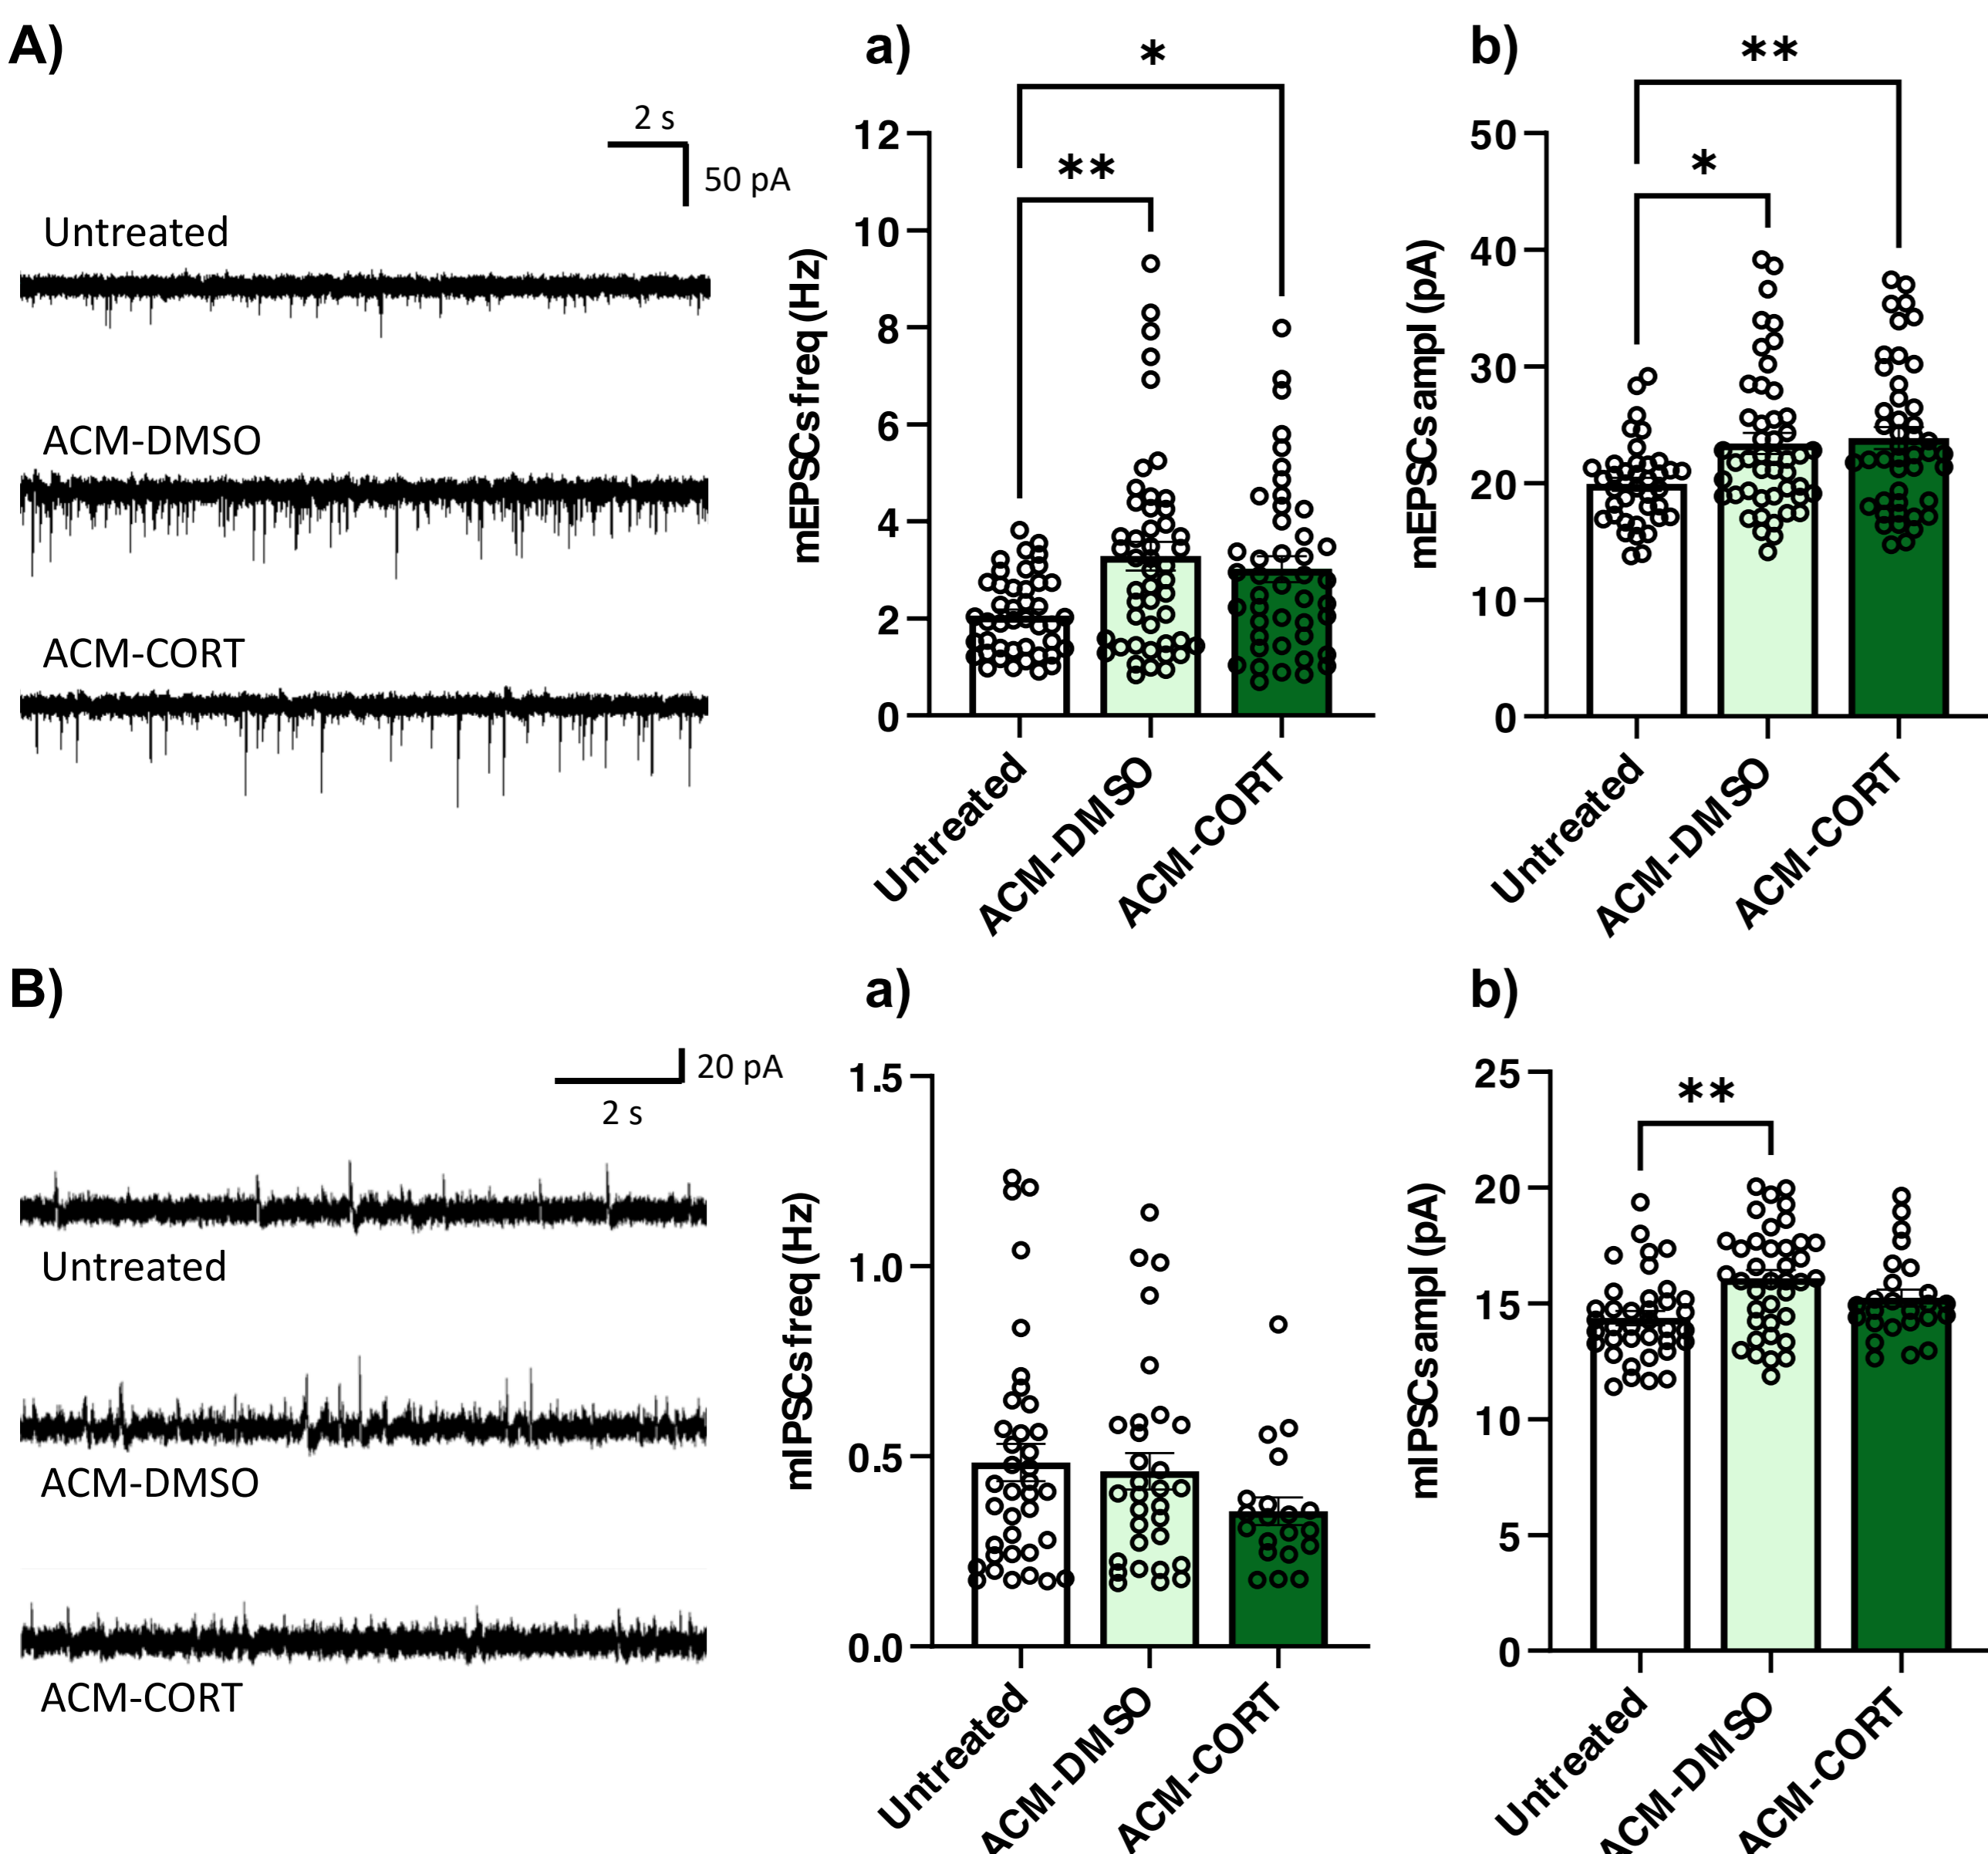 A)
2 s
50 pA
Untreated
ACM-DMSO
ACM-CORT
a)
*
**
mEPSCs freq (Hz)
12
10
8
6
4
2
0
Untreated
ACM-DMSO
ACM-CORT
b)
**
*
mEPSCs ampl (pA)
50
40
30
20
10
0
Untreated
ACM-DMSO
ACM-CORT
B)
20 pA
2 s
Untreated
ACM-DMSO
ACM-CORT
a)
mIPSCs freq (Hz)
1.5
1.0
0.5
0.0
Untreated
ACM-DMSO
ACM-CORT
b)
**
mIPSCs ampl (pA)
25
20
15
10
5
0
Untreated
ACM-DMSO
ACM-CORT